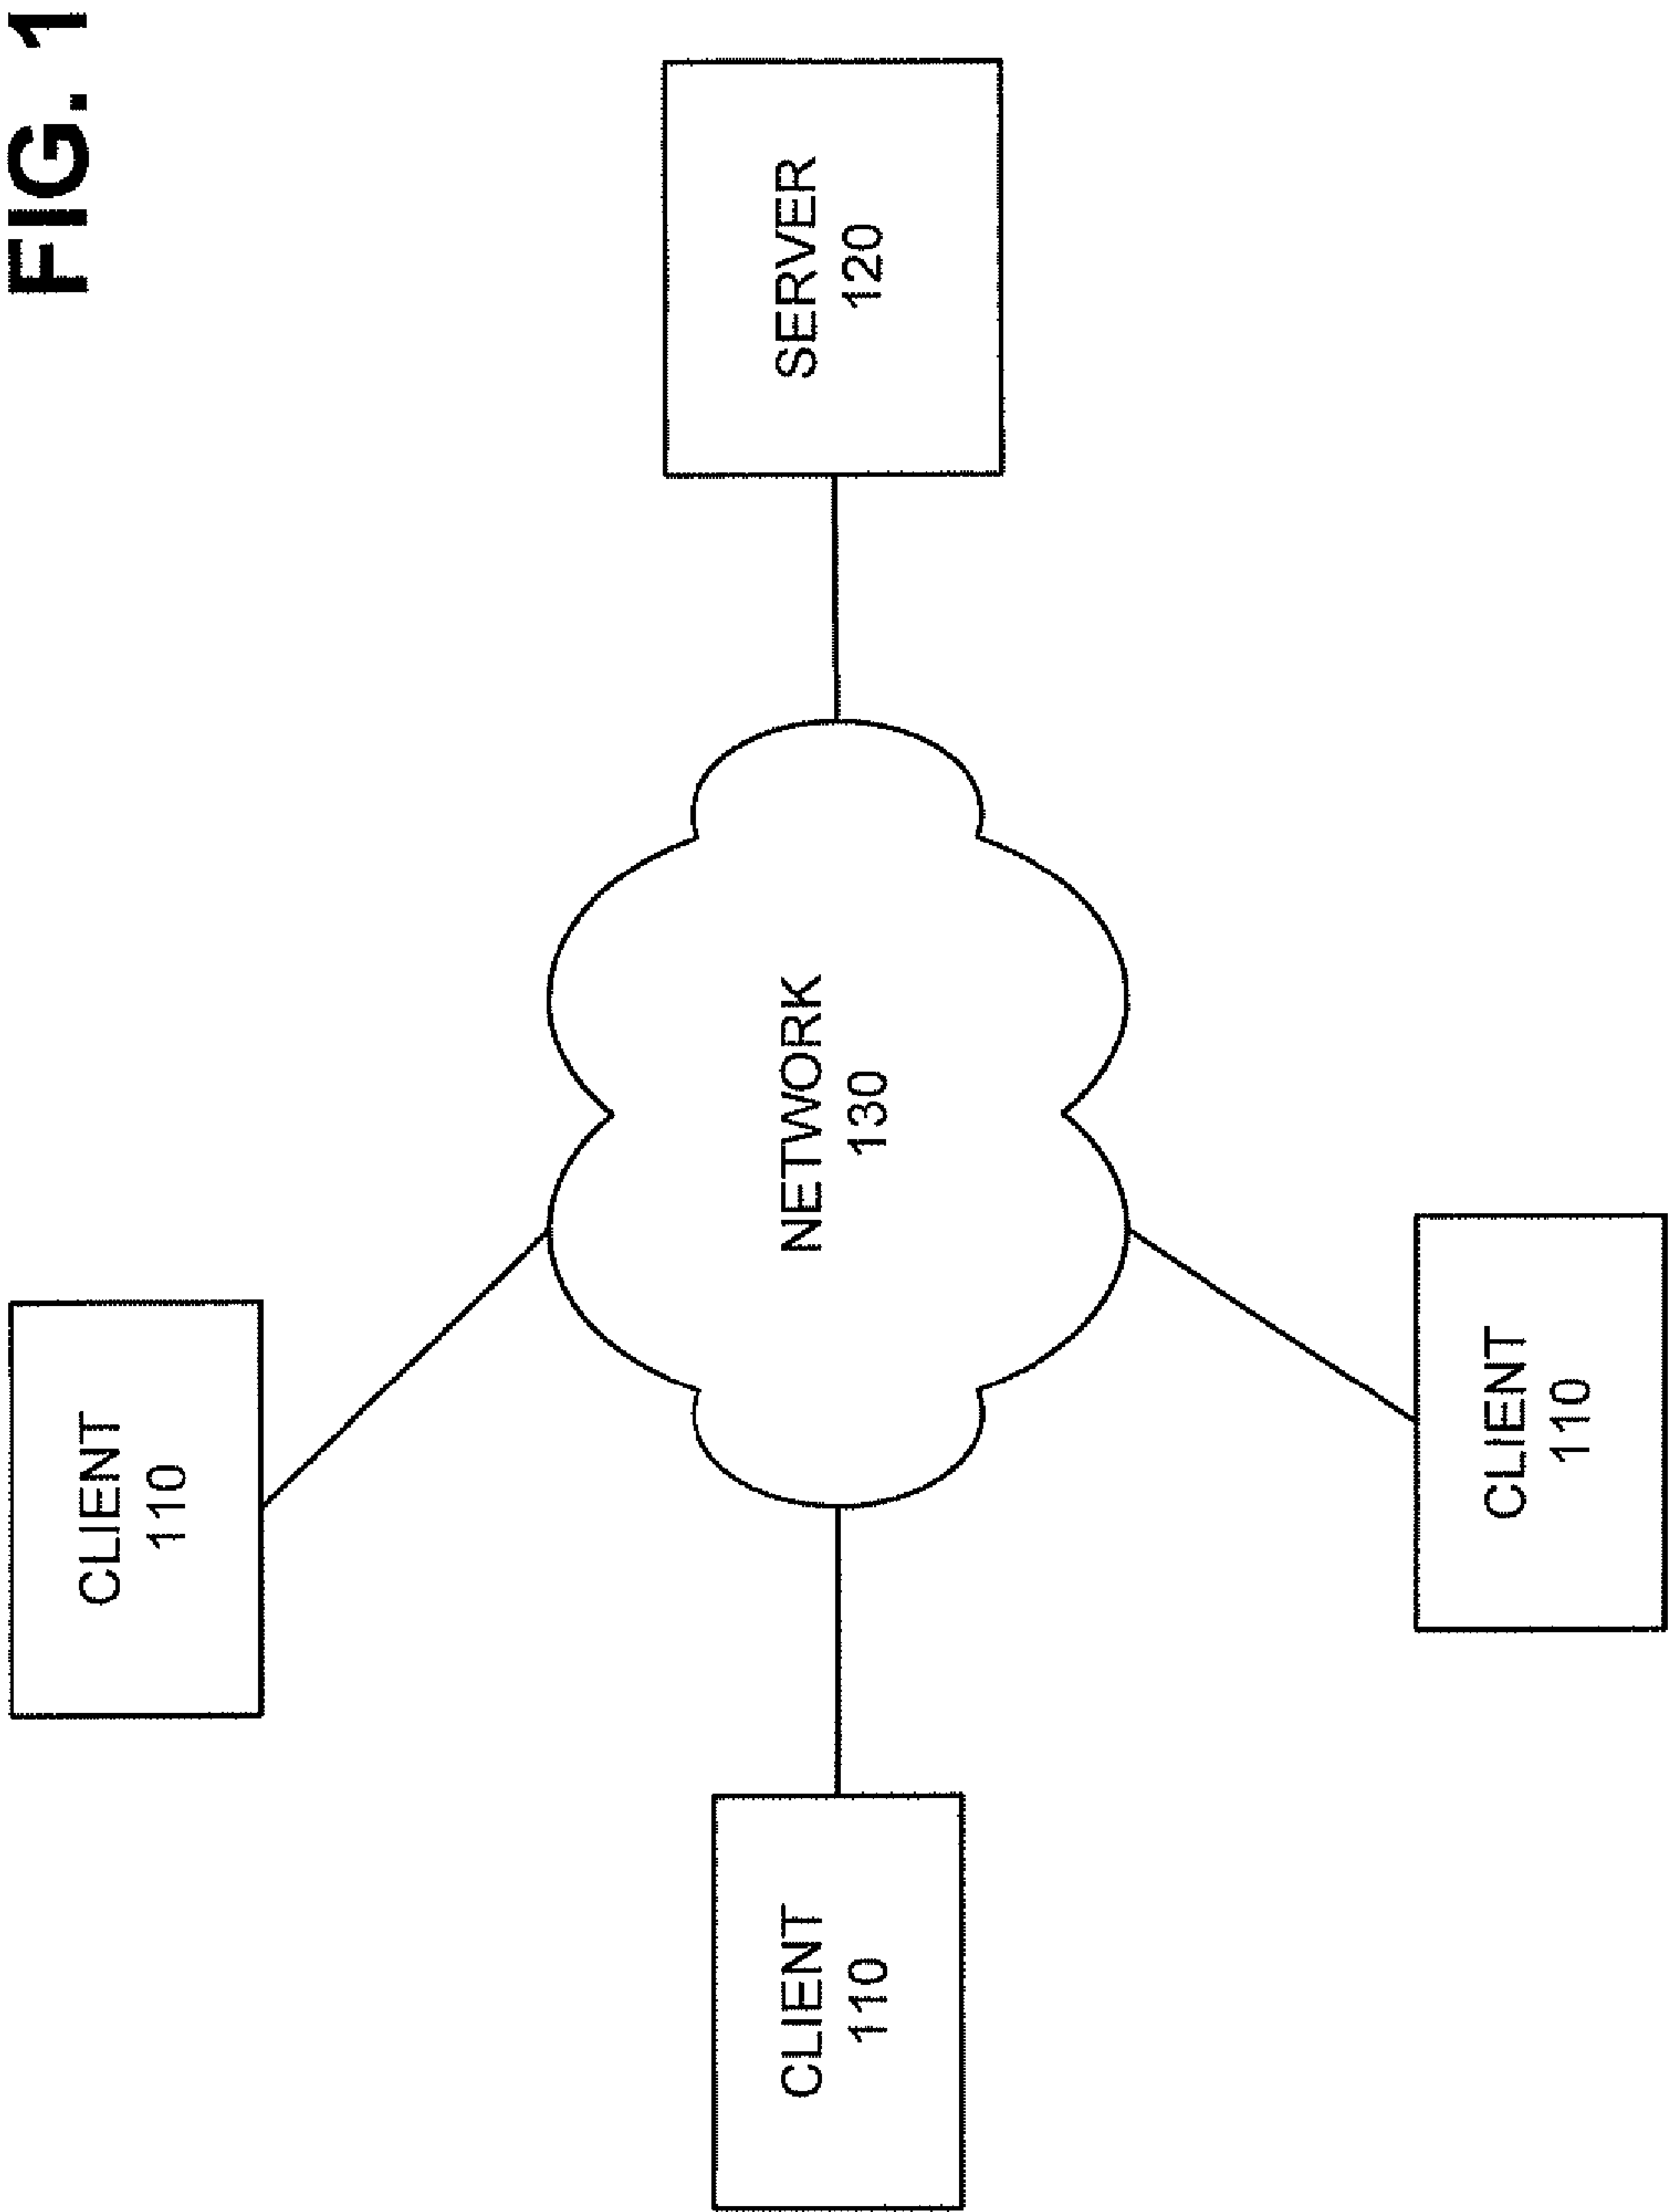 FIG. 1
CLIENT
110
CLIENT
110
NETWORK
130
SERVER
120
CLIENT
110